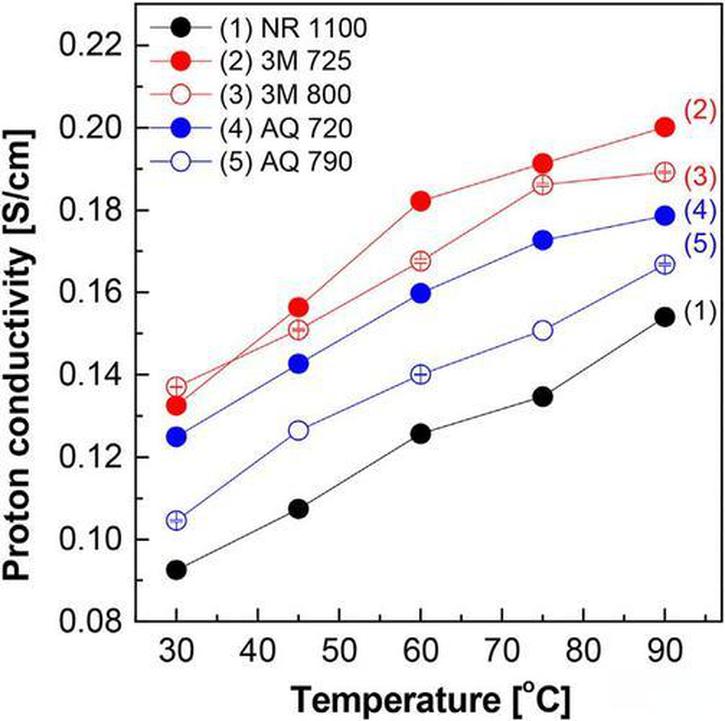 (1) NR 1100
(2) 3M 725
(3) 3M 800
(4) AQ 720
(5) AQ 790
0.22
0.20
0.18
0.16
0.14
0.12
0.10
0.08
Proton conductivity [S/cm]
(2)
(3)
(4)
(5)
(1)
30 40 50 60 70 80 90
Temperature [°C]